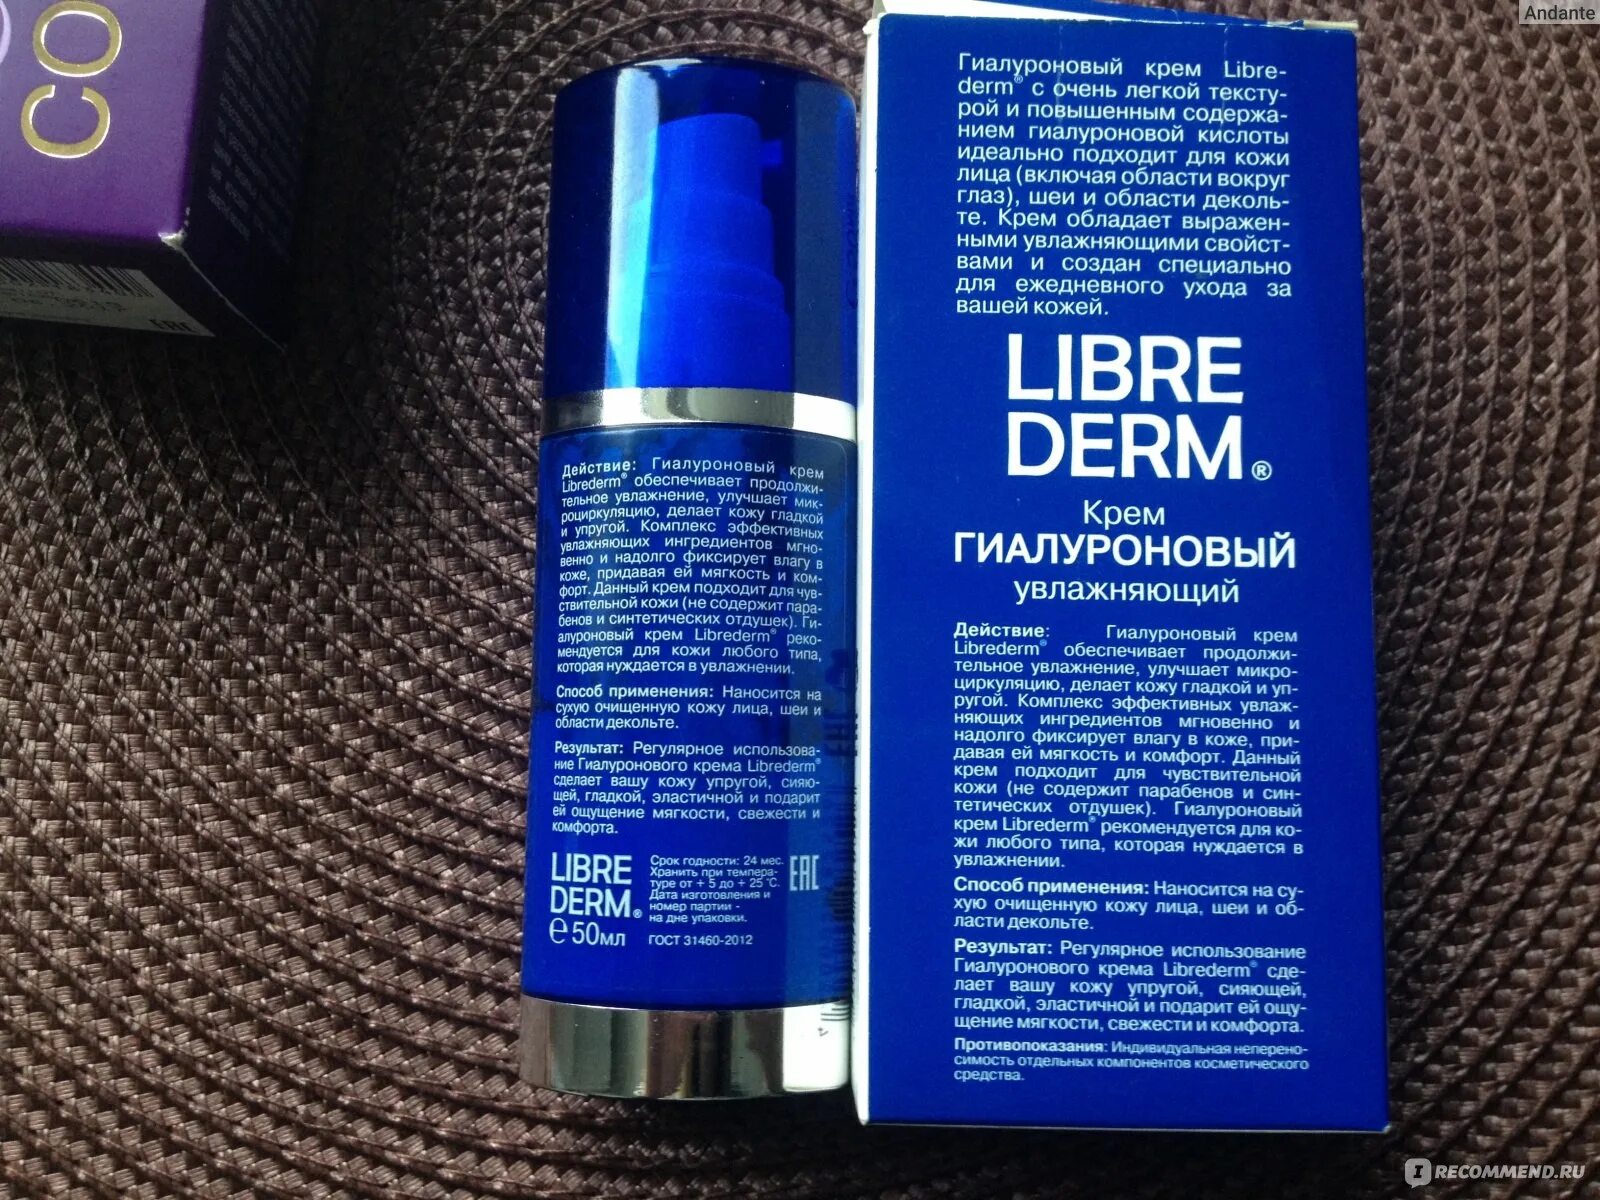 Andante
CO
Гиалуроновый крем Libre-
derm® с очень легкой тексту-
рой и повышенным содержа-
нием гиалуроновой кислоты
идеально подходит для кожи
лица (включая области вокруг
глаз), шеи и области деколь-
те. Крем обладает выражен-
ными увлажняющими свойст-
вами и создан специально
для ежедневного ухода за
вашей кожей.
LIBRE
DERM®
Крем
ГИАЛУРОНОВЫЙ
увлажняющий
Действие: Гиалуроновый крем
Librederm® обеспечивает продолжи-
тельное увлажнение, улучшает микро-
циркуляцию, делает кожу гладкой и уп-
ругой. Комплекс эффективных увлаж-
няющих ингредиентов мгновенно и
надолго фиксирует влагу в коже, при-
давая ей мягкость и комфорт. Данный
крем подходит для чувствительной
кожи (не содержит парабенов и син-
тетических отдушек). Гиалуроновый
крем Librederm® рекомендуется для ко-
жи любого типа, которая нуждается в
увлажнении.
Способ применения: Наносится на су-
хую очищенную кожу лица, шеи и об-
ласти декольте.
Результат: Регулярное использование
Гиалуронового крема Librederm® сде-
лает вашу кожу упругой, сияющей,
гладкой, эластичной и подарит ей ощу-
щение мягкости, свежести и комфорта.
Противопоказания: Индивидуальная неперено-
симость отдельных компонентов косметического
средства.
Действие: Гиалуроновый крем
Librederm® обеспечивает продолжи-
тельное увлажнение, улучшает мик-
роциркуляцию, делает кожу гладкой
и упругой. Комплекс эффективных
увлажняющих ингредиентов мгно-
венно и надолго фиксирует влагу в
коже, придавая ей мягкость и ком-
форт. Данный крем подходит для чув-
ствительной кожи (не содержит пара-
бенов и синтетических отдушек). Ги-
алуроновый крем Librederm® реко-
мендуется для кожи любого типа,
которая нуждается в увлажнении.
Способ применения: Наносится на
сухую очищенную кожу лица, шеи и
области декольте.
Результат: Регулярное использова-
ние Гиалуронового крема Librederm®
сделает вашу кожу упругой, сияю-
щей, гладкой, эластичной и подарит
ей ощущение мягкости, свежести и
комфорта.
LIBRE
DERM®
℮50мл
Срок годности: 24 мес.
Хранить при темпера-
туре от + 5 до + 25 °С.
Дата изготовления и
номер партии -
на дне упаковки.
ГОСТ 31460-2012
EAC
EAC
IRECOMMEND.RU